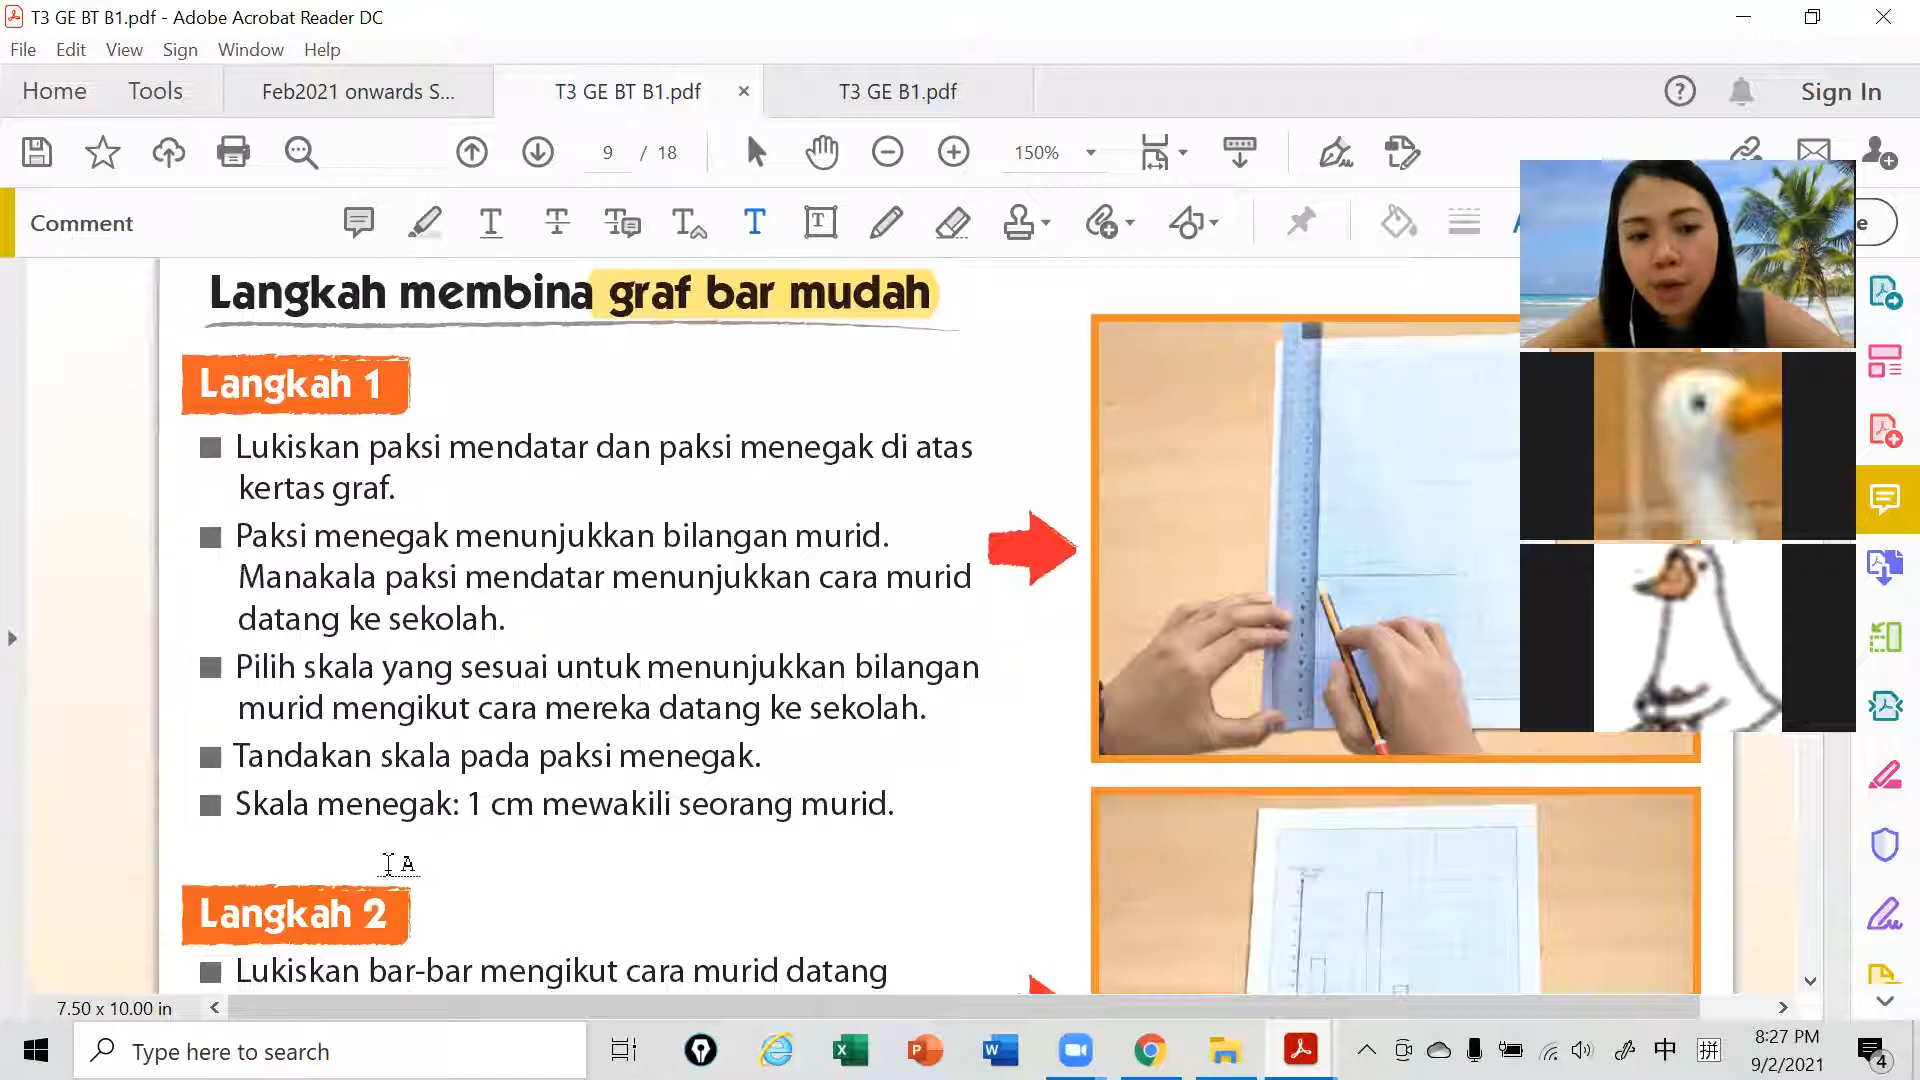 T3 GE BT B1.pdf - Adobe Acrobat Reader DC
File Edit View Sign Window Help
Home Tools Feb2021 onwards S... T3 GE BT B1.pdf T3 GE B1.pdf Sign In
9 / 18 150%
Comment
Langkah membina graf bar mudah
Langkah 1
Lukiskan paksi mendatar dan paksi menegak di atas
kertas graf.
Paksi menegak menunjukkan bilangan murid.
Manakala paksi mendatar menunjukkan cara murid
datang ke sekolah.
Pilih skala yang sesuai untuk menunjukkan bilangan
murid mengikut cara mereka datang ke sekolah.
Tandakan skala pada paksi menegak.
Skala menegak: 1 cm mewakili seorang murid.
Langkah 2
Lukiskan bar-bar mengikut cara murid datang
7.50 x 10.00 in
Type here to search
中 拼
8:27 PM
9/2/2021
4